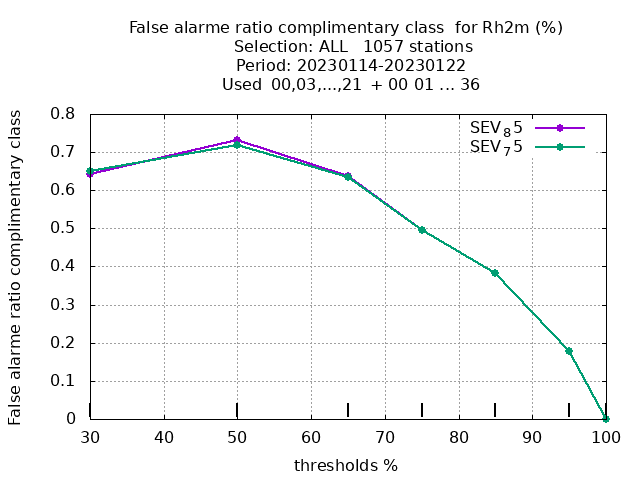 False alarme ratio complimentary class  for Rh2m (%)
Selection: ALL   1057 stations
Period: 20230114-20230122
Used  00,03,...,21  + 00 01 ... 36
SEV₈5
SEV₇5
False alarme ratio complimentary class
0.8
0.7
0.6
0.5
0.4
0.3
0.2
0.1
0
30 40 50 60 70 80 90 100
thresholds %